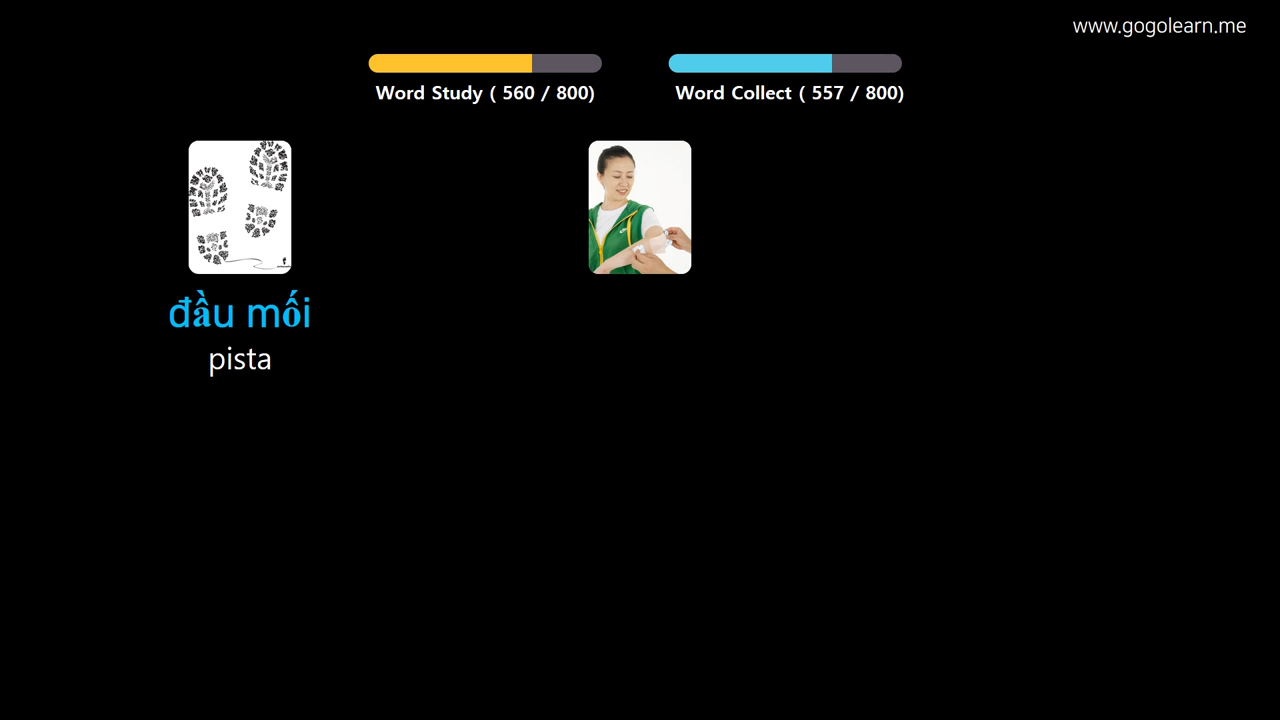 www.gogolearn.me
Word Study ( 560 / 800)
Word Collect ( 557 / 800)
đầu mối
pista